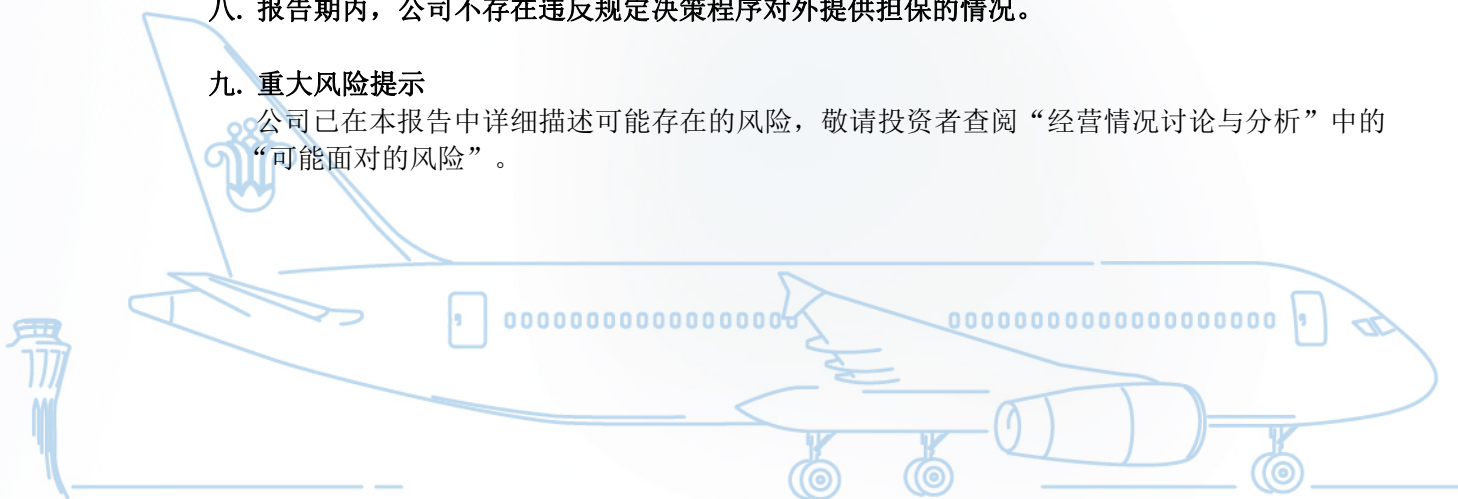 八. 报告期内，公司不存在违反规定决策程序对外提供担保的情况。
九. 重大风险提示
公司已在本报告中详细描述可能存在的风险，敬请投资者查阅“经营情况讨论与分析”中的
“可能面对的风险”。